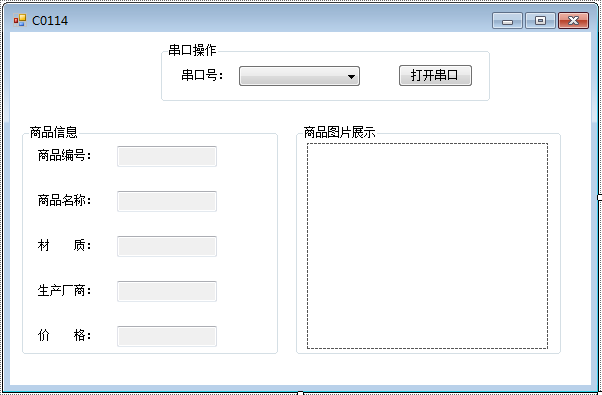 C0114
串口操作
串口号：
打开串口
商品信息
商品编号：
商品名称：
材　　质：
生产厂商：
价　　格：
商品图片展示